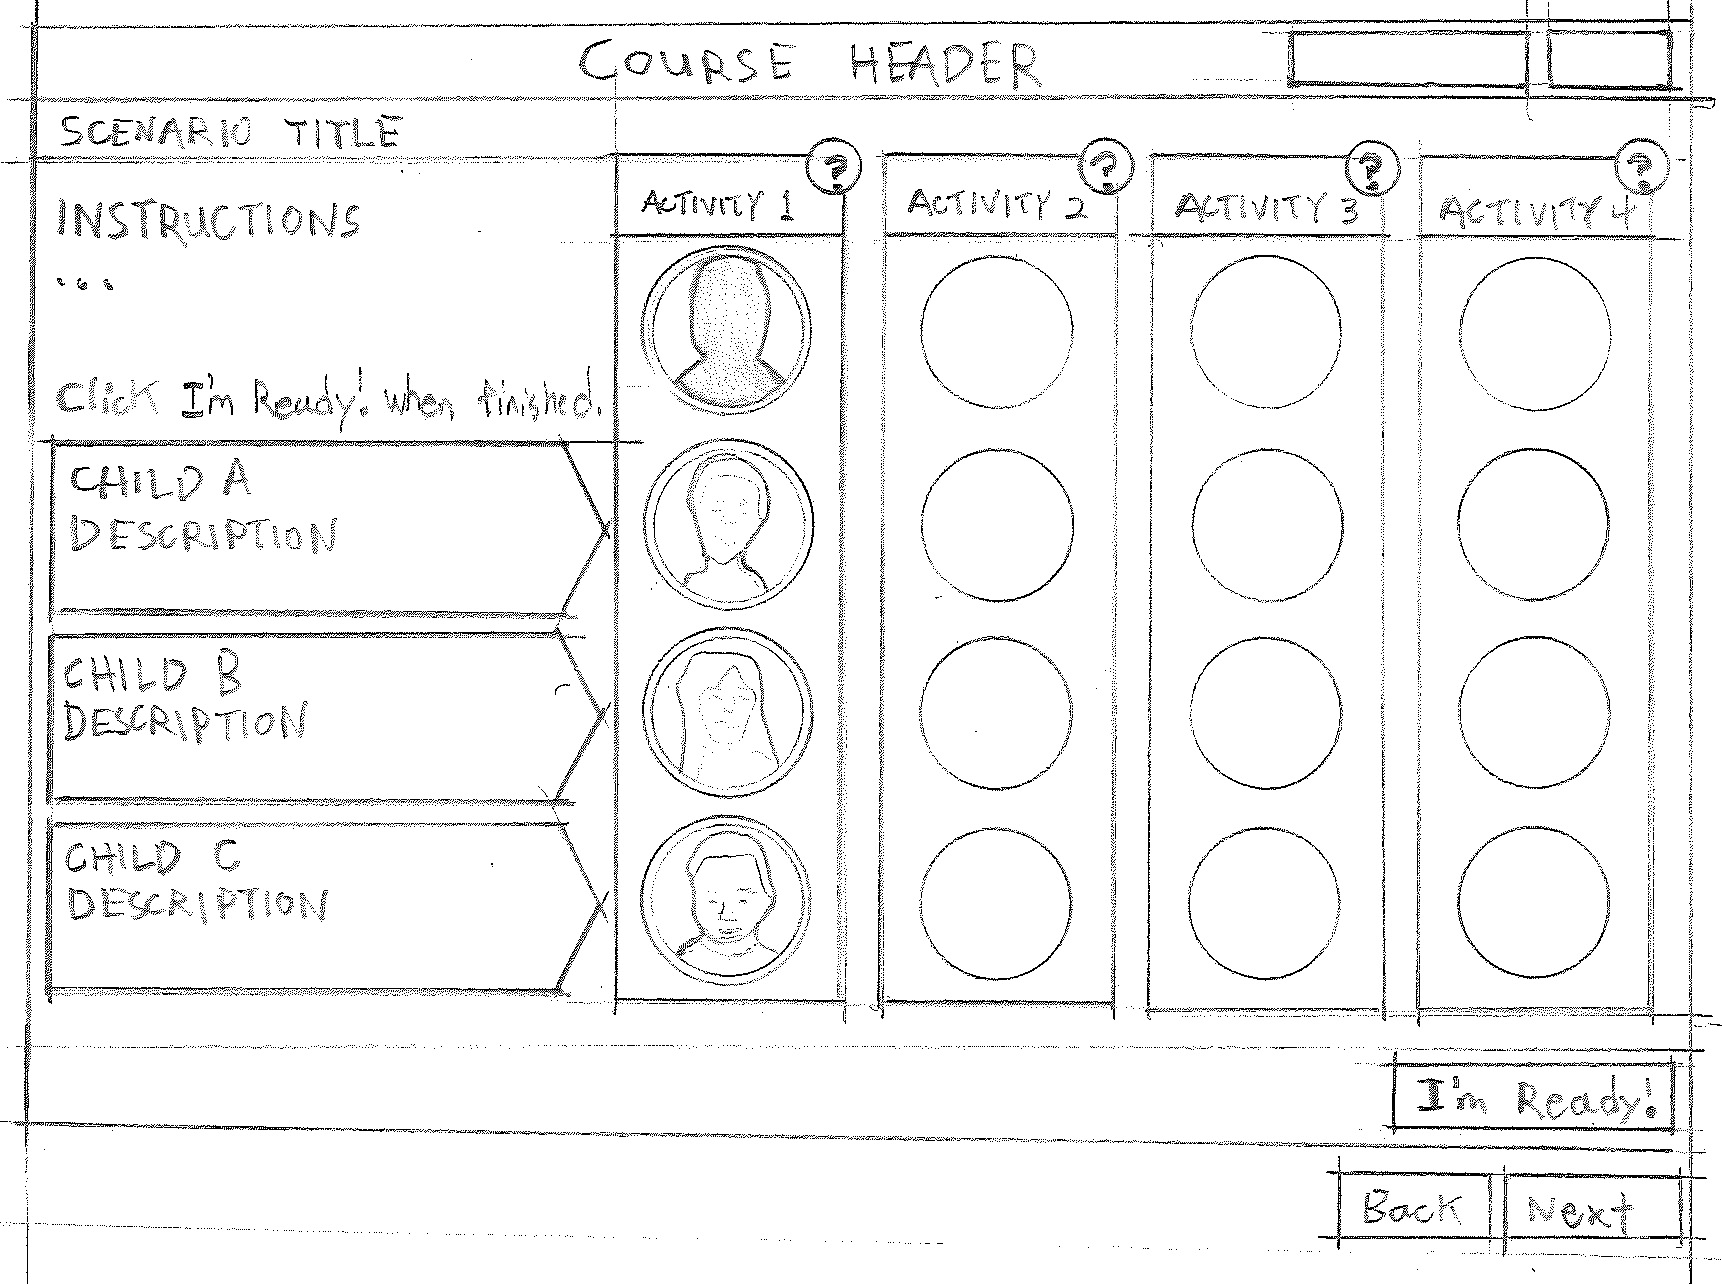 COURSE HEADER
SCENARIO TITLE
INSTRUCTIONS
...
Click I'm Ready! when finished.
CHILD A
DESCRIPTION
CHILD B
DESCRIPTION
CHILD C
DESCRIPTION
?
ACTIVITY 1
?
ACTIVITY 2
?
ACTIVITY 3
?
ACTIVITY 4
I'm Ready!
Back
Next